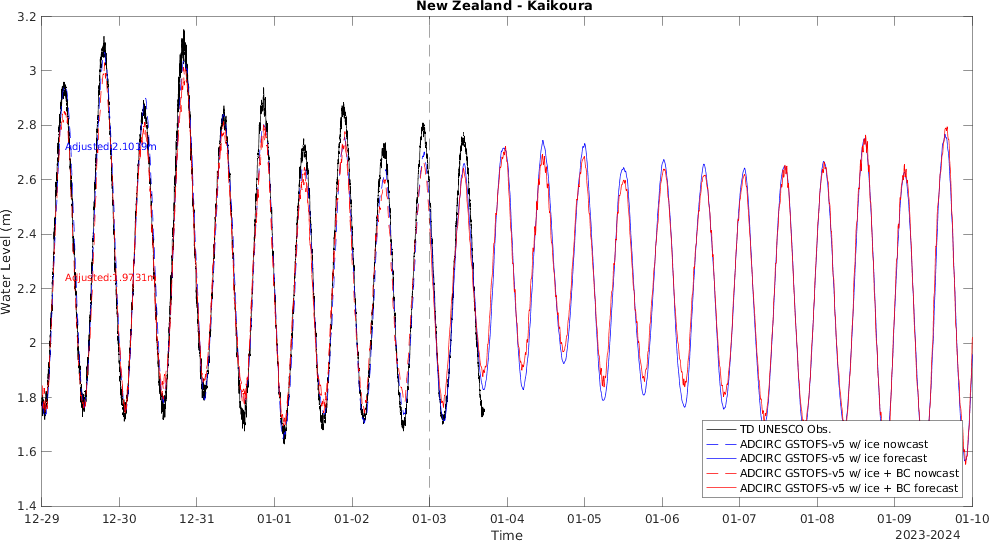 New Zealand - Kaikoura
3.2
3
2.8
2.6
2.4
2.2
2
1.8
1.6
1.4
Water Level (m)
Adjusted:2.1019m
Adjusted:1.9731m
TD UNESCO Obs.
ADCIRC GSTOFS-v5 w/ ice nowcast
ADCIRC GSTOFS-v5 w/ ice forecast
ADCIRC GSTOFS-v5 w/ ice + BC nowcast
ADCIRC GSTOFS-v5 w/ ice + BC forecast
12-29 12-30 12-31 01-01 01-02 01-03 01-04 01-05 01-06 01-07 01-08 01-09 01-10
Time
2023-2024